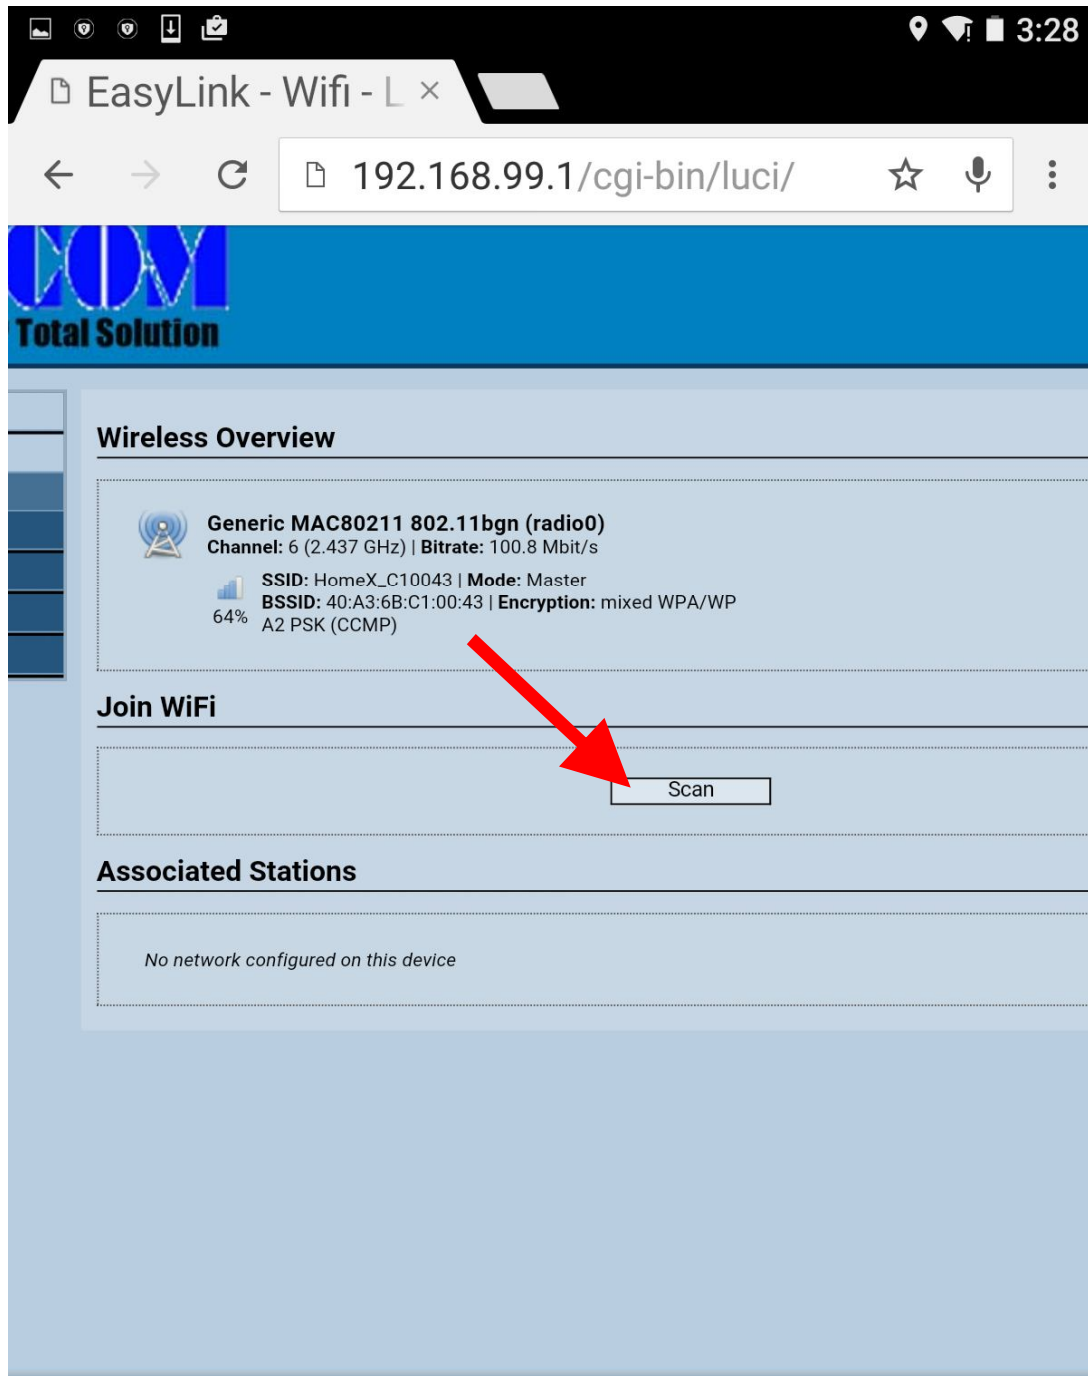 3:28
EasyLink - Wifi - L
192.168.99.1/cgi-bin/luci/
COM
Total Solution
Wireless Overview
Generic MAC80211 802.11bgn (radio0)
Channel: 6 (2.437 GHz) | Bitrate: 100.8 Mbit/s
SSID: HomeX_C10043 | Mode: Master
BSSID: 40:A3:6B:C1:00:43 | Encryption: mixed WPA/WP
64%
A2 PSK (CCMP)
Join WiFi
Scan
Associated Stations
No network configured on this device